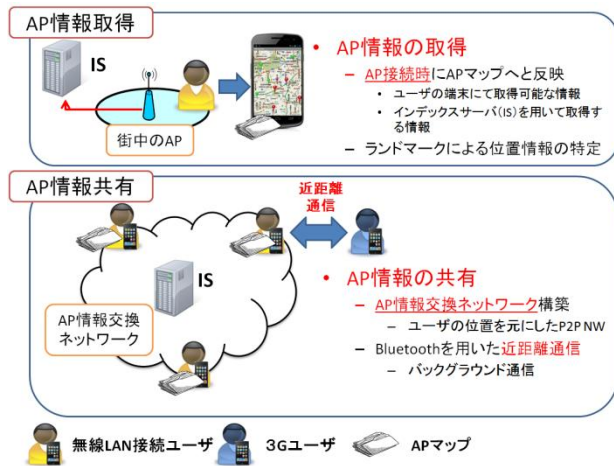 AP情報取得
IS
街中のAP
• AP情報の取得
– AP接続時にAPマップへと反映
• ユーザの端末にて取得可能な情報
• インデックスサーバ(IS)を用いて取得す
る情報
– ランドマークによる位置情報の特定
AP情報共有
近距離
通信
IS
AP情報交換
ネットワーク
• AP情報の共有
– AP情報交換ネットワーク構築
– ユーザの位置を元にしたP2P NW
– Bluetoothを用いた近距離通信
– バックグラウンド通信
無線LAN接続ユーザ
3Gユーザ
APマップ